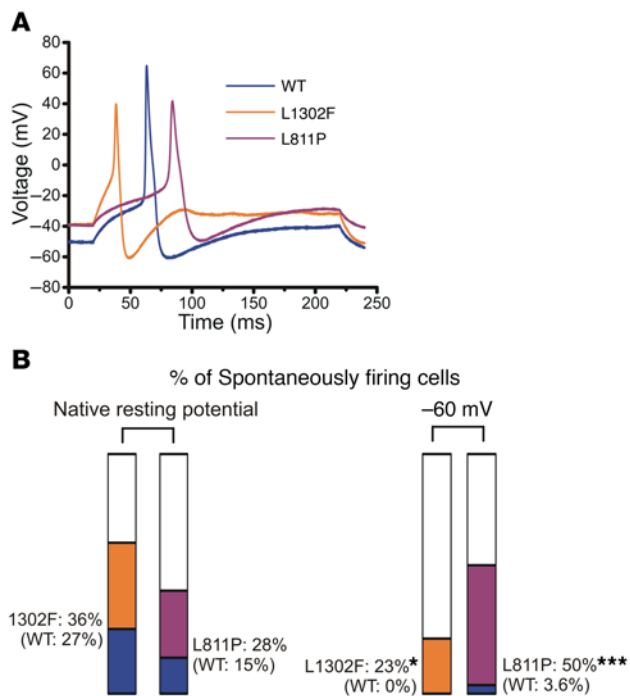 A
80
60
40
20
0
–20
–40
–60
–80
Voltage (mV)
WT
L1302F
L811P
0
50
100
150
200
250
Time (ms)
B
% of Spontaneously firing cells
Native resting potential
–60 mV
1302F: 36%
(WT: 27%)
L811P: 28%
(WT: 15%)
L1302F: 23%*
(WT: 0%)
L811P: 50%***
(WT: 3.6%)